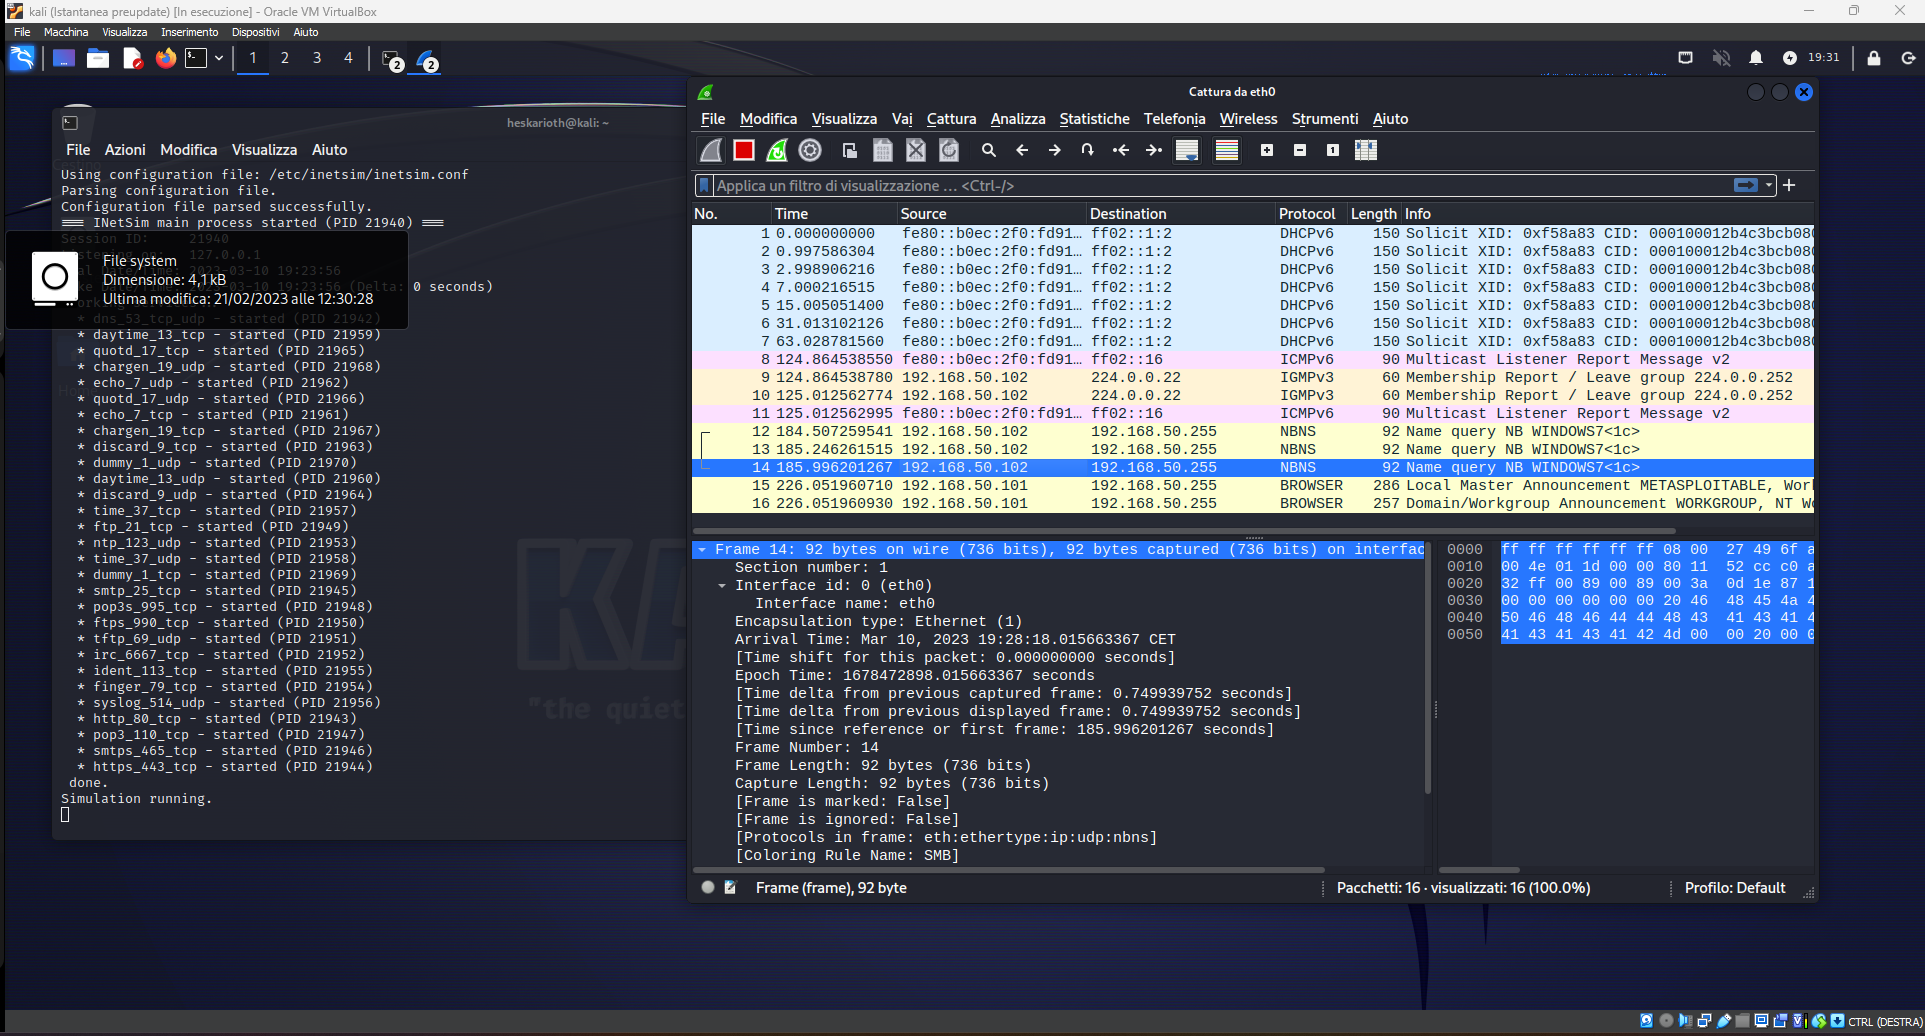 kali (Istantanea preupdate) [In esecuzione] - Oracle VM VirtualBox
File Macchina Visualizza Inserimento Dispositivi Aiuto
1 2 3 4 2 2 19:31
heskarioth@kali: ~
File Azioni Modifica Visualizza Aiuto
Using configuration file: /etc/inetsim/inetsim.conf
Parsing configuration file.
Configuration file parsed successfully.
=== INetSim main process started (PID 21940) ===
Session ID: 21940
127.0.0.1
2023-03-10 19:23:56
2023-03-10 19:23:56 (Delta: 0 seconds)
File system
Dimensione: 4,1 kB
Ultima modifica: 21/02/2023 alle 12:30:28
* dns_53_tcp_udp - started (PID 21942)
* daytime_13_tcp - started (PID 21959)
* quotd_17_tcp - started (PID 21965)
* chargen_19_udp - started (PID 21968)
* echo_7_udp - started (PID 21962)
* quotd_17_udp - started (PID 21966)
* echo_7_tcp - started (PID 21961)
* chargen_19_tcp - started (PID 21967)
* discard_9_tcp - started (PID 21963)
* dummy_1_udp - started (PID 21970)
* daytime_13_udp - started (PID 21960)
* discard_9_udp - started (PID 21964)
* time_37_tcp - started (PID 21957)
* ftp_21_tcp - started (PID 21949)
* ntp_123_udp - started (PID 21953)
* time_37_udp - started (PID 21958)
* dummy_1_tcp - started (PID 21969)
* smtp_25_tcp - started (PID 21945)
* pop3s_995_tcp - started (PID 21948)
* ftps_990_tcp - started (PID 21950)
* tftp_69_udp - started (PID 21951)
* irc_6667_tcp - started (PID 21952)
* ident_113_tcp - started (PID 21955)
* finger_79_tcp - started (PID 21954)
* syslog_514_udp - started (PID 21956)
* http_80_tcp - started (PID 21943)
* pop3_110_tcp - started (PID 21947)
* smtps_465_tcp - started (PID 21946)
* https_443_tcp - started (PID 21944)
done.
Simulation running.
KA
"the quiet
Cattura da eth0
File Modifica Visualizza Vai Cattura Analizza Statistiche Telefonia Wireless Strumenti Aiuto
Applica un filtro di visualizzazione … <Ctrl-/>
No. Time Source Destination Protocol Length Info
1 0.000000000 fe80::b0ec:2f0:fd91… ff02::1:2 DHCPv6 150 Solicit XID: 0xf58a83 CID: 000100012b4c3bcb080
2 0.997586304 fe80::b0ec:2f0:fd91… ff02::1:2 DHCPv6 150 Solicit XID: 0xf58a83 CID: 000100012b4c3bcb080
3 2.998906216 fe80::b0ec:2f0:fd91… ff02::1:2 DHCPv6 150 Solicit XID: 0xf58a83 CID: 000100012b4c3bcb080
4 7.000216515 fe80::b0ec:2f0:fd91… ff02::1:2 DHCPv6 150 Solicit XID: 0xf58a83 CID: 000100012b4c3bcb080
5 15.005051400 fe80::b0ec:2f0:fd91… ff02::1:2 DHCPv6 150 Solicit XID: 0xf58a83 CID: 000100012b4c3bcb080
6 31.013102126 fe80::b0ec:2f0:fd91… ff02::1:2 DHCPv6 150 Solicit XID: 0xf58a83 CID: 000100012b4c3bcb080
7 63.028781560 fe80::b0ec:2f0:fd91… ff02::1:2 DHCPv6 150 Solicit XID: 0xf58a83 CID: 000100012b4c3bcb080
8 124.864538550 fe80::b0ec:2f0:fd91… ff02::16 ICMPv6 90 Multicast Listener Report Message v2
9 124.864538780 192.168.50.102 224.0.0.22 IGMPv3 60 Membership Report / Leave group 224.0.0.252
10 125.012562774 192.168.50.102 224.0.0.22 IGMPv3 60 Membership Report / Leave group 224.0.0.252
11 125.012562995 fe80::b0ec:2f0:fd91… ff02::16 ICMPv6 90 Multicast Listener Report Message v2
12 184.507259541 192.168.50.102 192.168.50.255 NBNS 92 Name query NB WINDOWS7<1c>
13 185.246261515 192.168.50.102 192.168.50.255 NBNS 92 Name query NB WINDOWS7<1c>
14 185.996201267 192.168.50.102 192.168.50.255 NBNS 92 Name query NB WINDOWS7<1c>
15 226.051960710 192.168.50.101 192.168.50.255 BROWSER 286 Local Master Announcement METASPLOITABLE, Wor
16 226.051960930 192.168.50.101 192.168.50.255 BROWSER 257 Domain/Workgroup Announcement WORKGROUP, NT W
Frame 14: 92 bytes on wire (736 bits), 92 bytes captured (736 bits) on interfac
Section number: 1
Interface id: 0 (eth0)
Interface name: eth0
Encapsulation type: Ethernet (1)
Arrival Time: Mar 10, 2023 19:28:18.015663367 CET
[Time shift for this packet: 0.000000000 seconds]
Epoch Time: 1678472898.015663367 seconds
[Time delta from previous captured frame: 0.749939752 seconds]
[Time delta from previous displayed frame: 0.749939752 seconds]
[Time since reference or first frame: 185.996201267 seconds]
Frame Number: 14
Frame Length: 92 bytes (736 bits)
Capture Length: 92 bytes (736 bits)
[Frame is marked: False]
[Frame is ignored: False]
[Protocols in frame: eth:ethertype:ip:udp:nbns]
[Coloring Rule Name: SMB]
0000 ff ff ff ff ff ff 08 00 27 49 6f a
0010 00 4e 01 1d 00 00 80 11 52 cc c0 a
0020 32 ff 00 89 00 89 00 3a 0d 1e 87 1
0030 00 00 00 00 00 00 20 46 48 45 4a 4
0040 50 46 48 46 44 44 48 43 41 43 41 4
0050 41 43 41 43 41 42 4d 00 00 20 00 0
Frame (frame), 92 byte
Pacchetti: 16 · visualizzati: 16 (100.0%)
Profilo: Default
CTRL (DESTRA)